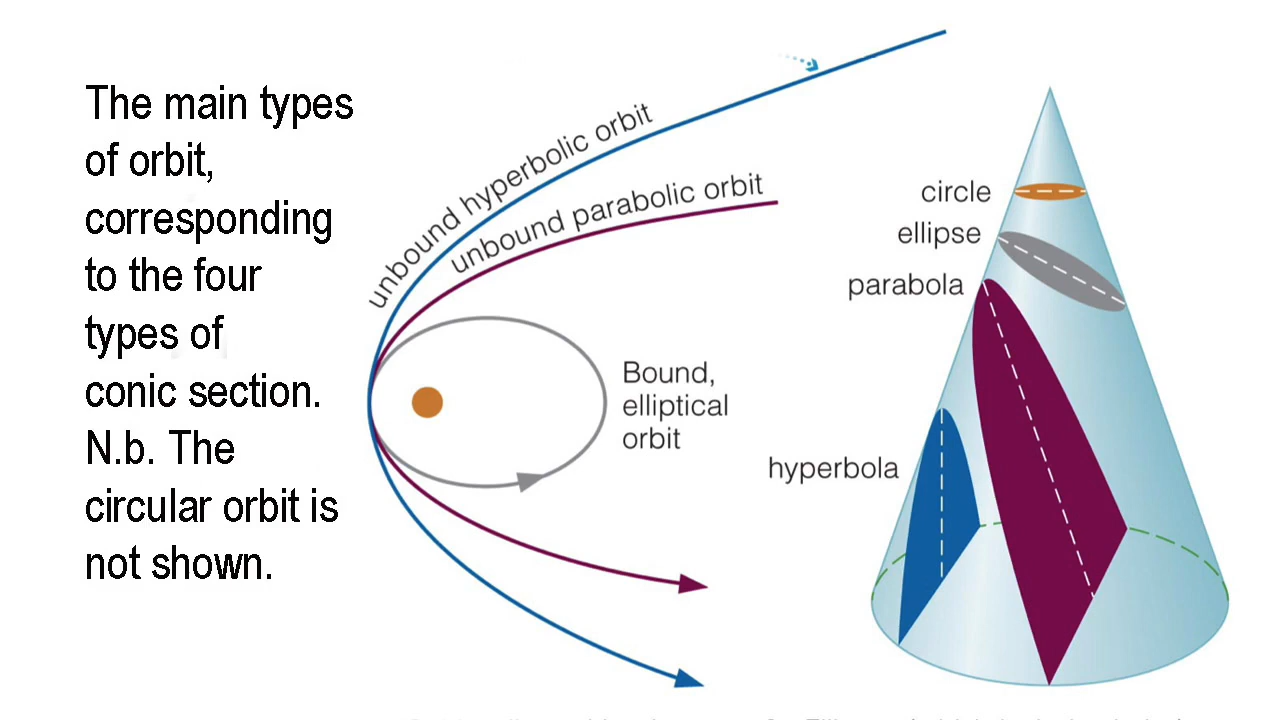 The main types
of orbit,
corresponding
to the four
types of
conic section.
N.b. The
circular orbit is
not shown.
unbound hyperbolic orbit
unbound parabolic orbit
Bound,
elliptical
orbit
circle
ellipse
parabola
hyperbola